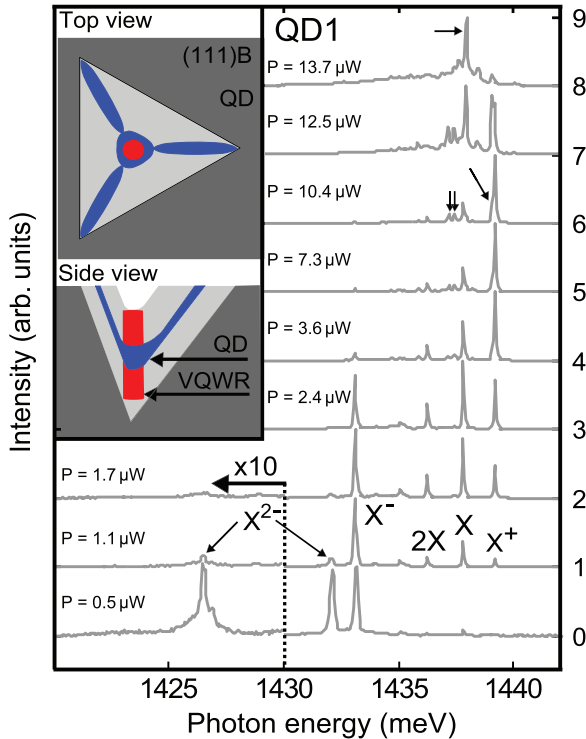 Top view
(111)B
QD
Side view
QD
VQWR
QD1
P = 13.7 µW
P = 12.5 µW
P = 10.4 µW
P = 7.3 µW
P = 3.6 µW
P = 2.4 µW
P = 1.7 µW
x10
P = 1.1 µW
X²⁻
X⁻
2X
X
X⁺
P = 0.5 µW
9
8
7
6
5
4
3
2
1
0
Intensity (arb. units)
1425
1430
1435
1440
Photon energy (meV)